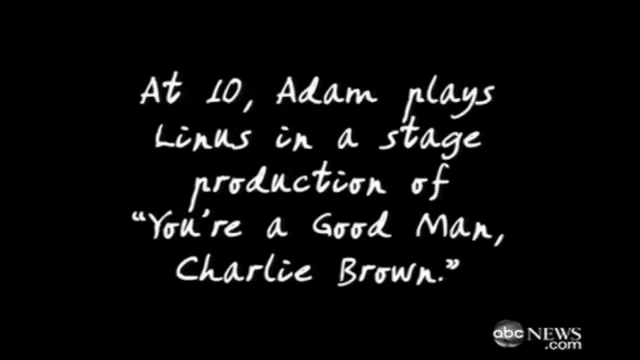 At 10, Adam plays
Linus in a stage
production of
“You're a Good Man,
Charlie Brown.”
abc NEWS
.com